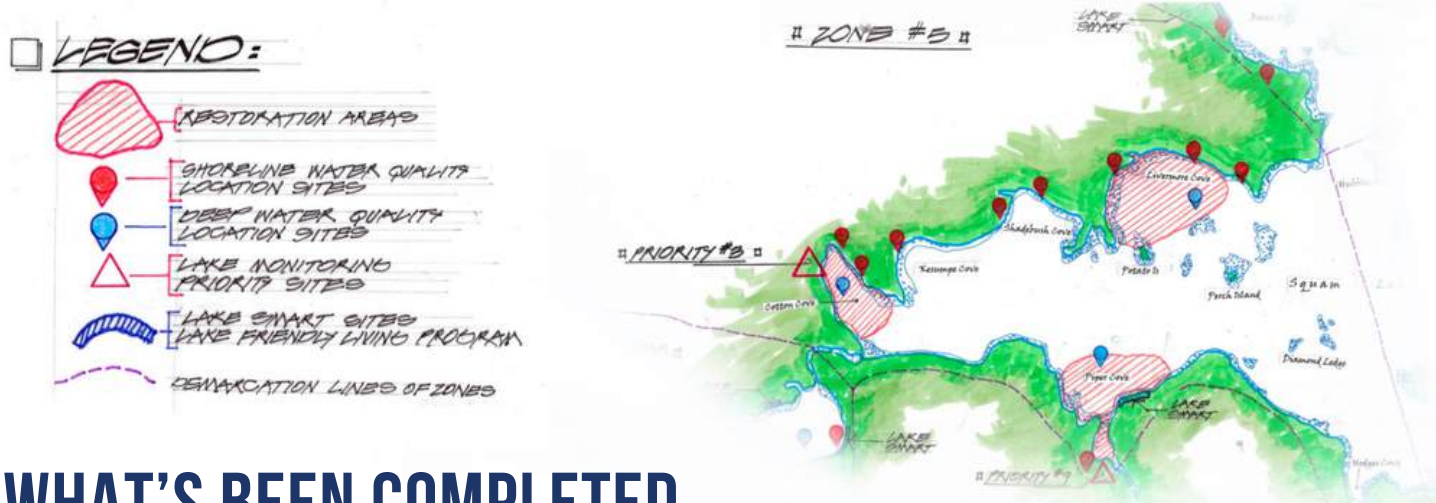 LEGEND:
RESTORATION AREAS
SHORELINE WATER QUALITY
LOCATION SITES
DEEP WATER QUALITY
LOCATION SITES
LAKE MONITORING
PRIORITY SITES
LAKE SMART SITES
LAKE FRIENDLY LIVING PROGRAM
DEMARCATION LINES OF ZONES
ZONE #5
LAKE
SMART
Livermore Cove
Shadbush Cove
PRIORITY #8
Kesumpe Cove
Potato Is
Perch Island
Squam
Cotton Cove
Diamond Ledge
Piper Cove
LAKE
SMART
LAKE
SMART
PRIORITY #9
WHAT'S BEEN COMPLETED